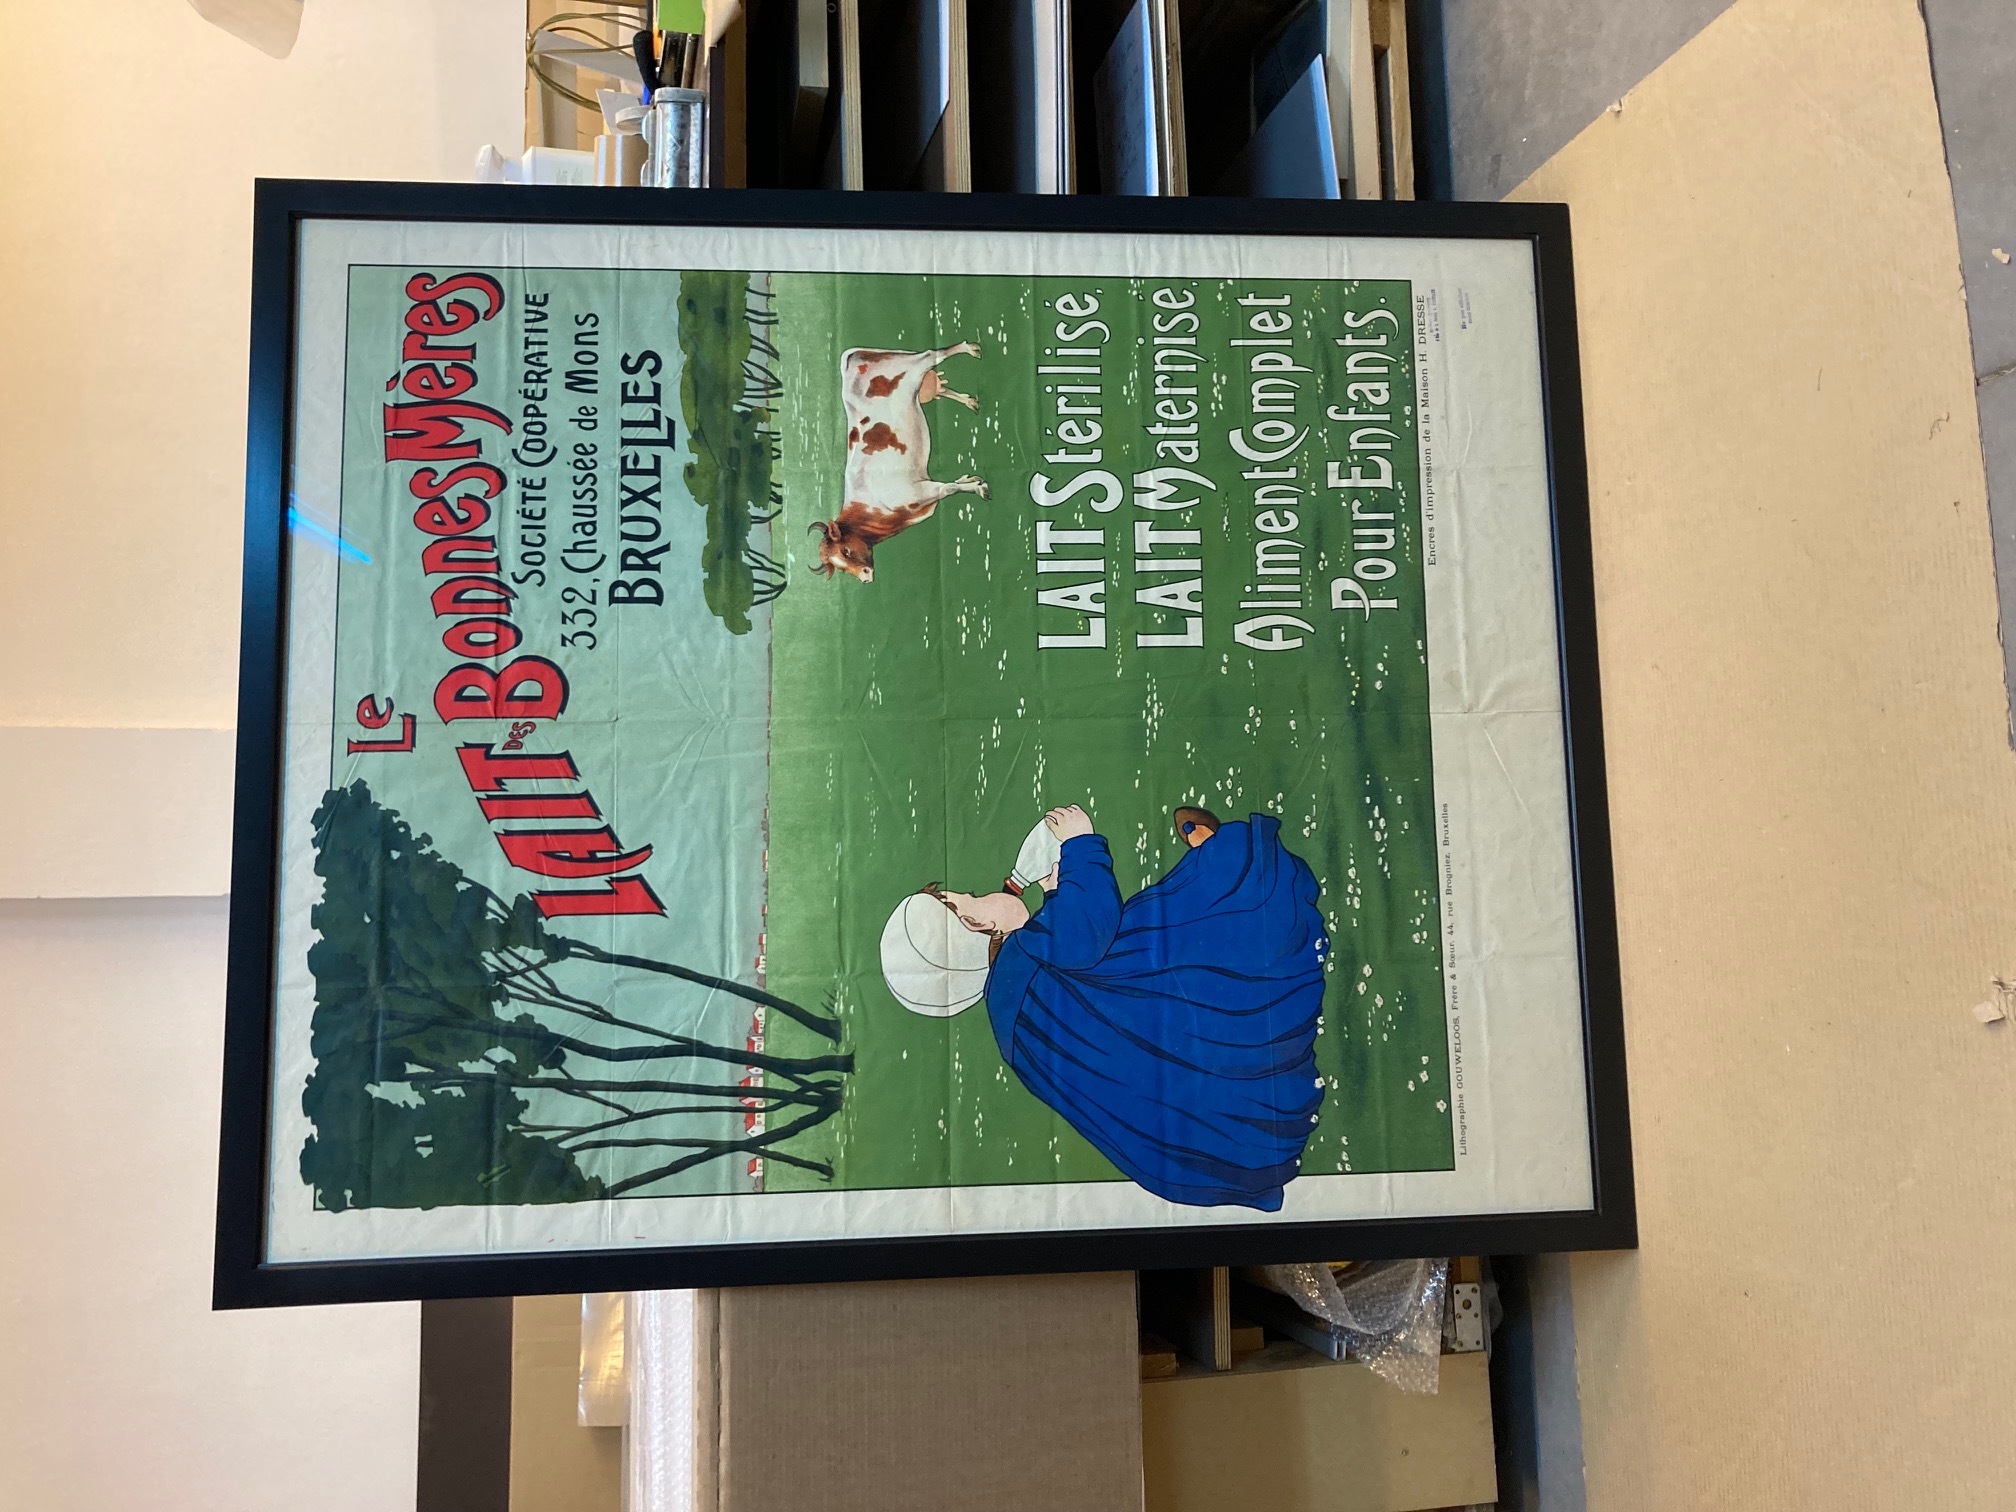 Le
LAIT DES BONNES MÈRES
SOCIÉTÉ COOPÉRATIVE
332, Chaussée de Mons
BRUXELLES
LAIT Stérilisé,
LAIT Maternisé,
Aliment Complet
Pour Enfants.
Encres d'impression de la Maison H. DRESSE
Lithographie GOUWELOOS, Frère & Sœur, 44, rue Brogniez, Bruxelles